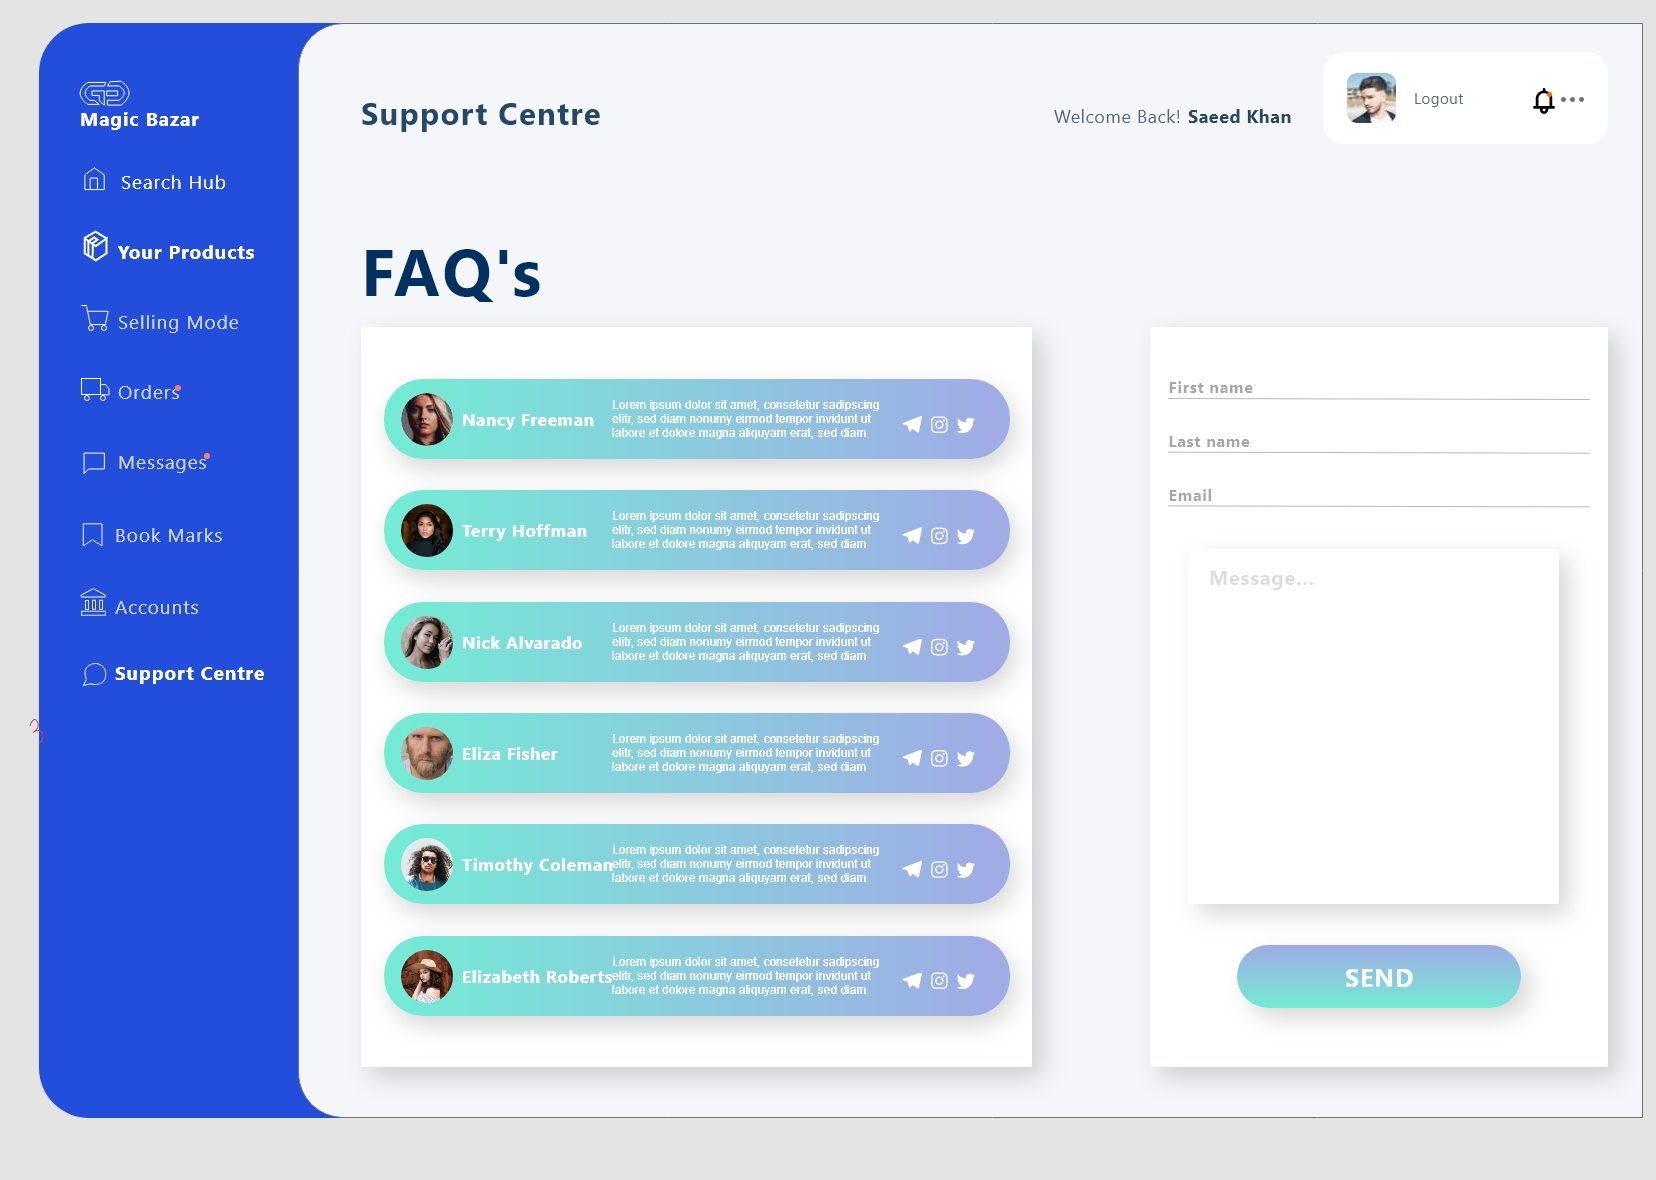 Magic Bazar
Search Hub
Your Products
Selling Mode
Orders
Messages
Book Marks
Accounts
Support Centre
Support Centre
Welcome Back! Saeed Khan
Logout
FAQ's
Nancy Freeman
Lorem ipsum dolor sit amet, consetetur sadipscing
elitr, sed diam nonumy eirmod tempor invidunt ut
labore et dolore magna aliquyam erat, sed diam
Terry Hoffman
Lorem ipsum dolor sit amet, consetetur sadipscing
elitr, sed diam nonumy eirmod tempor invidunt ut
labore et dolore magna aliquyam erat, sed diam
Nick Alvarado
Lorem ipsum dolor sit amet, consetetur sadipscing
elitr, sed diam nonumy eirmod tempor invidunt ut
labore et dolore magna aliquyam erat, sed diam
Eliza Fisher
Lorem ipsum dolor sit amet, consetetur sadipscing
elitr, sed diam nonumy eirmod tempor invidunt ut
labore et dolore magna aliquyam erat, sed diam
Timothy Coleman
Lorem ipsum dolor sit amet, consetetur sadipscing
elitr, sed diam nonumy eirmod tempor invidunt ut
labore et dolore magna aliquyam erat, sed diam
Elizabeth Roberts
Lorem ipsum dolor sit amet, consetetur sadipscing
elitr, sed diam nonumy eirmod tempor invidunt ut
labore et dolore magna aliquyam erat, sed diam
First name
Last name
Email
Message...
SEND